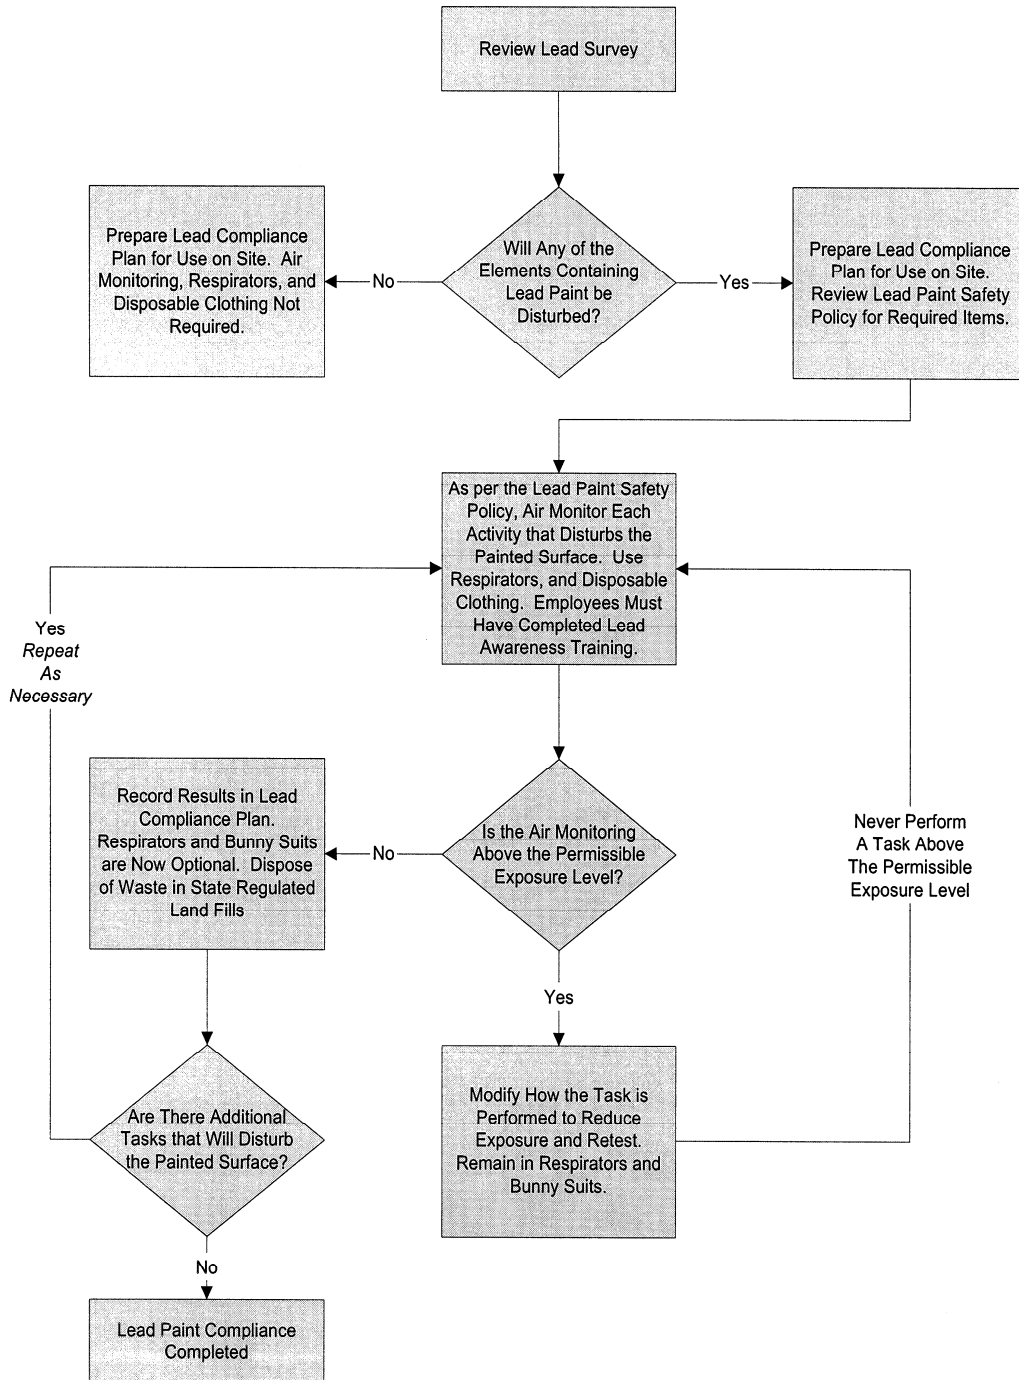 Review Lead Survey
Prepare Lead Compliance
Plan for Use on Site.  Air
Monitoring, Respirators, and
Disposable Clothing Not
Required.
No
Will Any of the
Elements Containing
Lead Paint be
Disturbed?
Yes
Prepare Lead Compliance
Plan for Use on Site.
Review Lead Paint Safety
Policy for Required Items.
As per the Lead Paint Safety
Policy, Air Monitor Each
Activity that Disturbs the
Painted Surface.  Use
Respirators, and Disposable
Clothing.  Employees Must
Have Completed Lead
Awareness Training.
Yes
Repeat
As
Necessary
Record Results in Lead
Compliance Plan.
Respirators and Bunny Suits
are Now Optional.  Dispose
of Waste in State Regulated
Land Fills
No
Is the Air Monitoring
Above the Permissible
Exposure Level?
Never Perform
A Task Above
The Permissible
Exposure Level
Yes
Modify How the Task is
Performed to Reduce
Exposure and Retest.
Remain in Respirators and
Bunny Suits.
Are There Additional
Tasks that Will Disturb
the Painted Surface?
No
Lead Paint Compliance
Completed